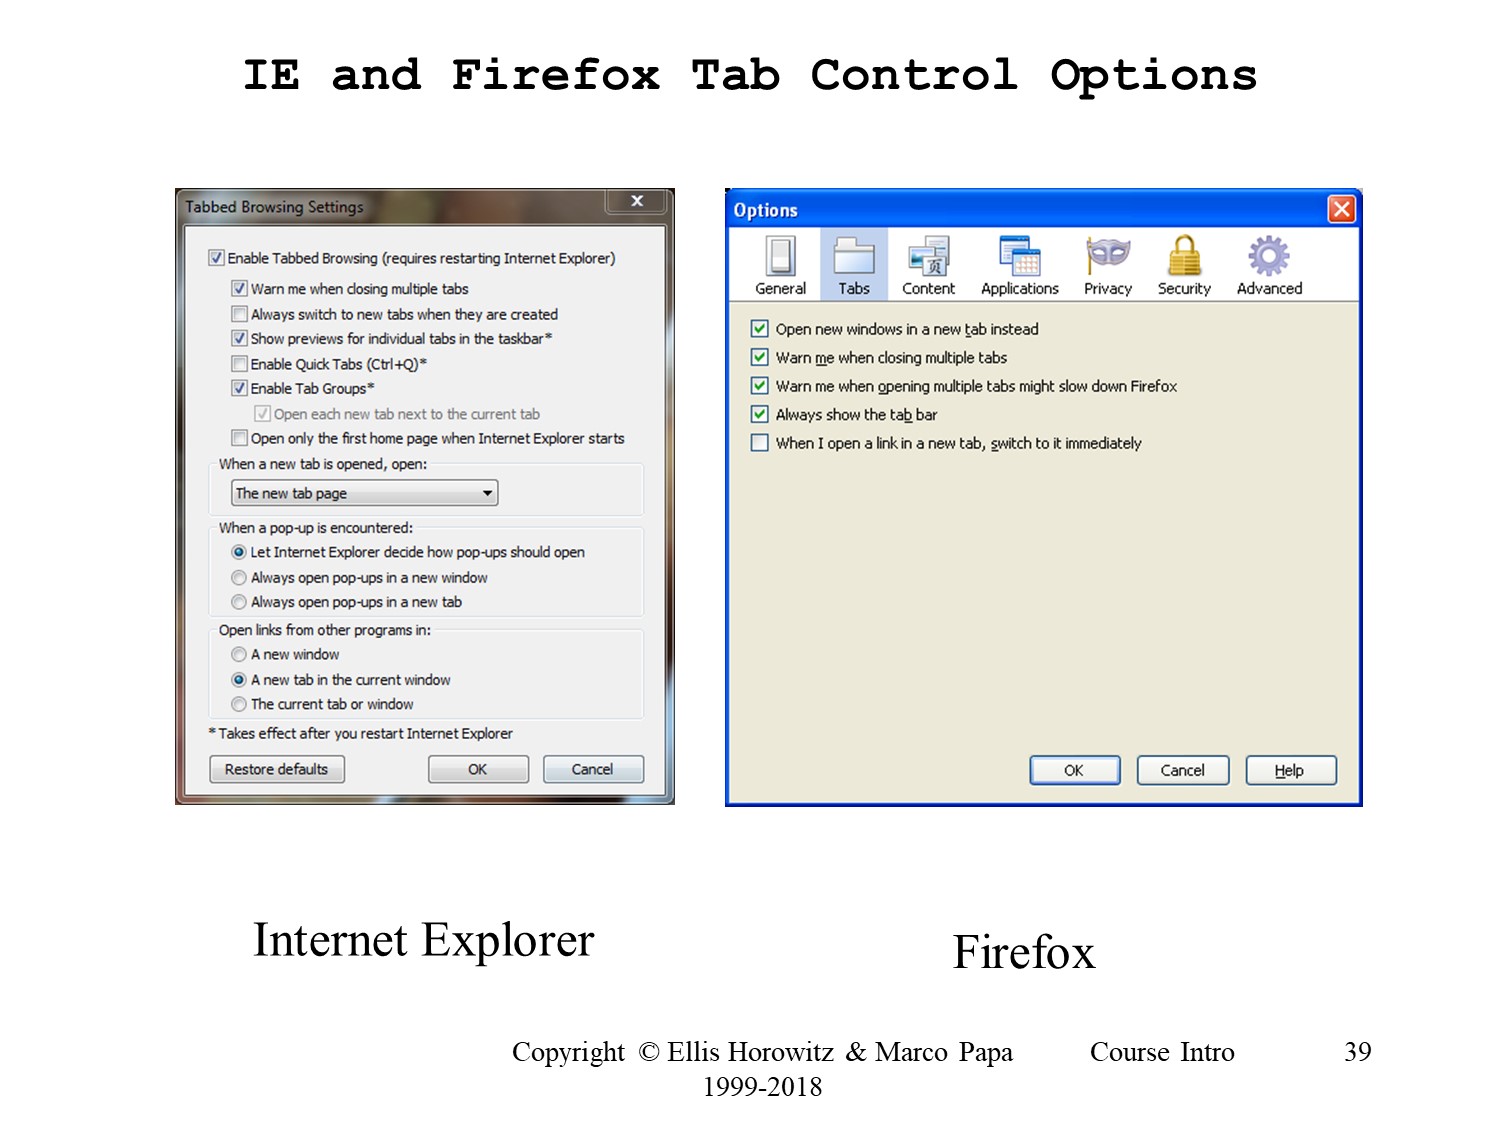 IE and Firefox Tab Control Options
Tabbed Browsing Settings
Enable Tabbed Browsing (requires restarting Internet Explorer)
Warn me when closing multiple tabs
Always switch to new tabs when they are created
Show previews for individual tabs in the taskbar*
Enable Quick Tabs (Ctrl+Q)*
Enable Tab Groups*
Open each new tab next to the current tab
Open only the first home page when Internet Explorer starts
When a new tab is opened, open:
The new tab page
When a pop-up is encountered:
Let Internet Explorer decide how pop-ups should open
Always open pop-ups in a new window
Always open pop-ups in a new tab
Open links from other programs in:
A new window
A new tab in the current window
The current tab or window
* Takes effect after you restart Internet Explorer
Restore defaults OK Cancel
Options
General Tabs Content Applications Privacy Security Advanced
Open new windows in a new tab instead
Warn me when closing multiple tabs
Warn me when opening multiple tabs might slow down Firefox
Always show the tab bar
When I open a link in a new tab, switch to it immediately
OK Cancel Help
Internet Explorer
Firefox
Copyright © Ellis Horowitz & Marco Papa
1999-2018
Course Intro
39